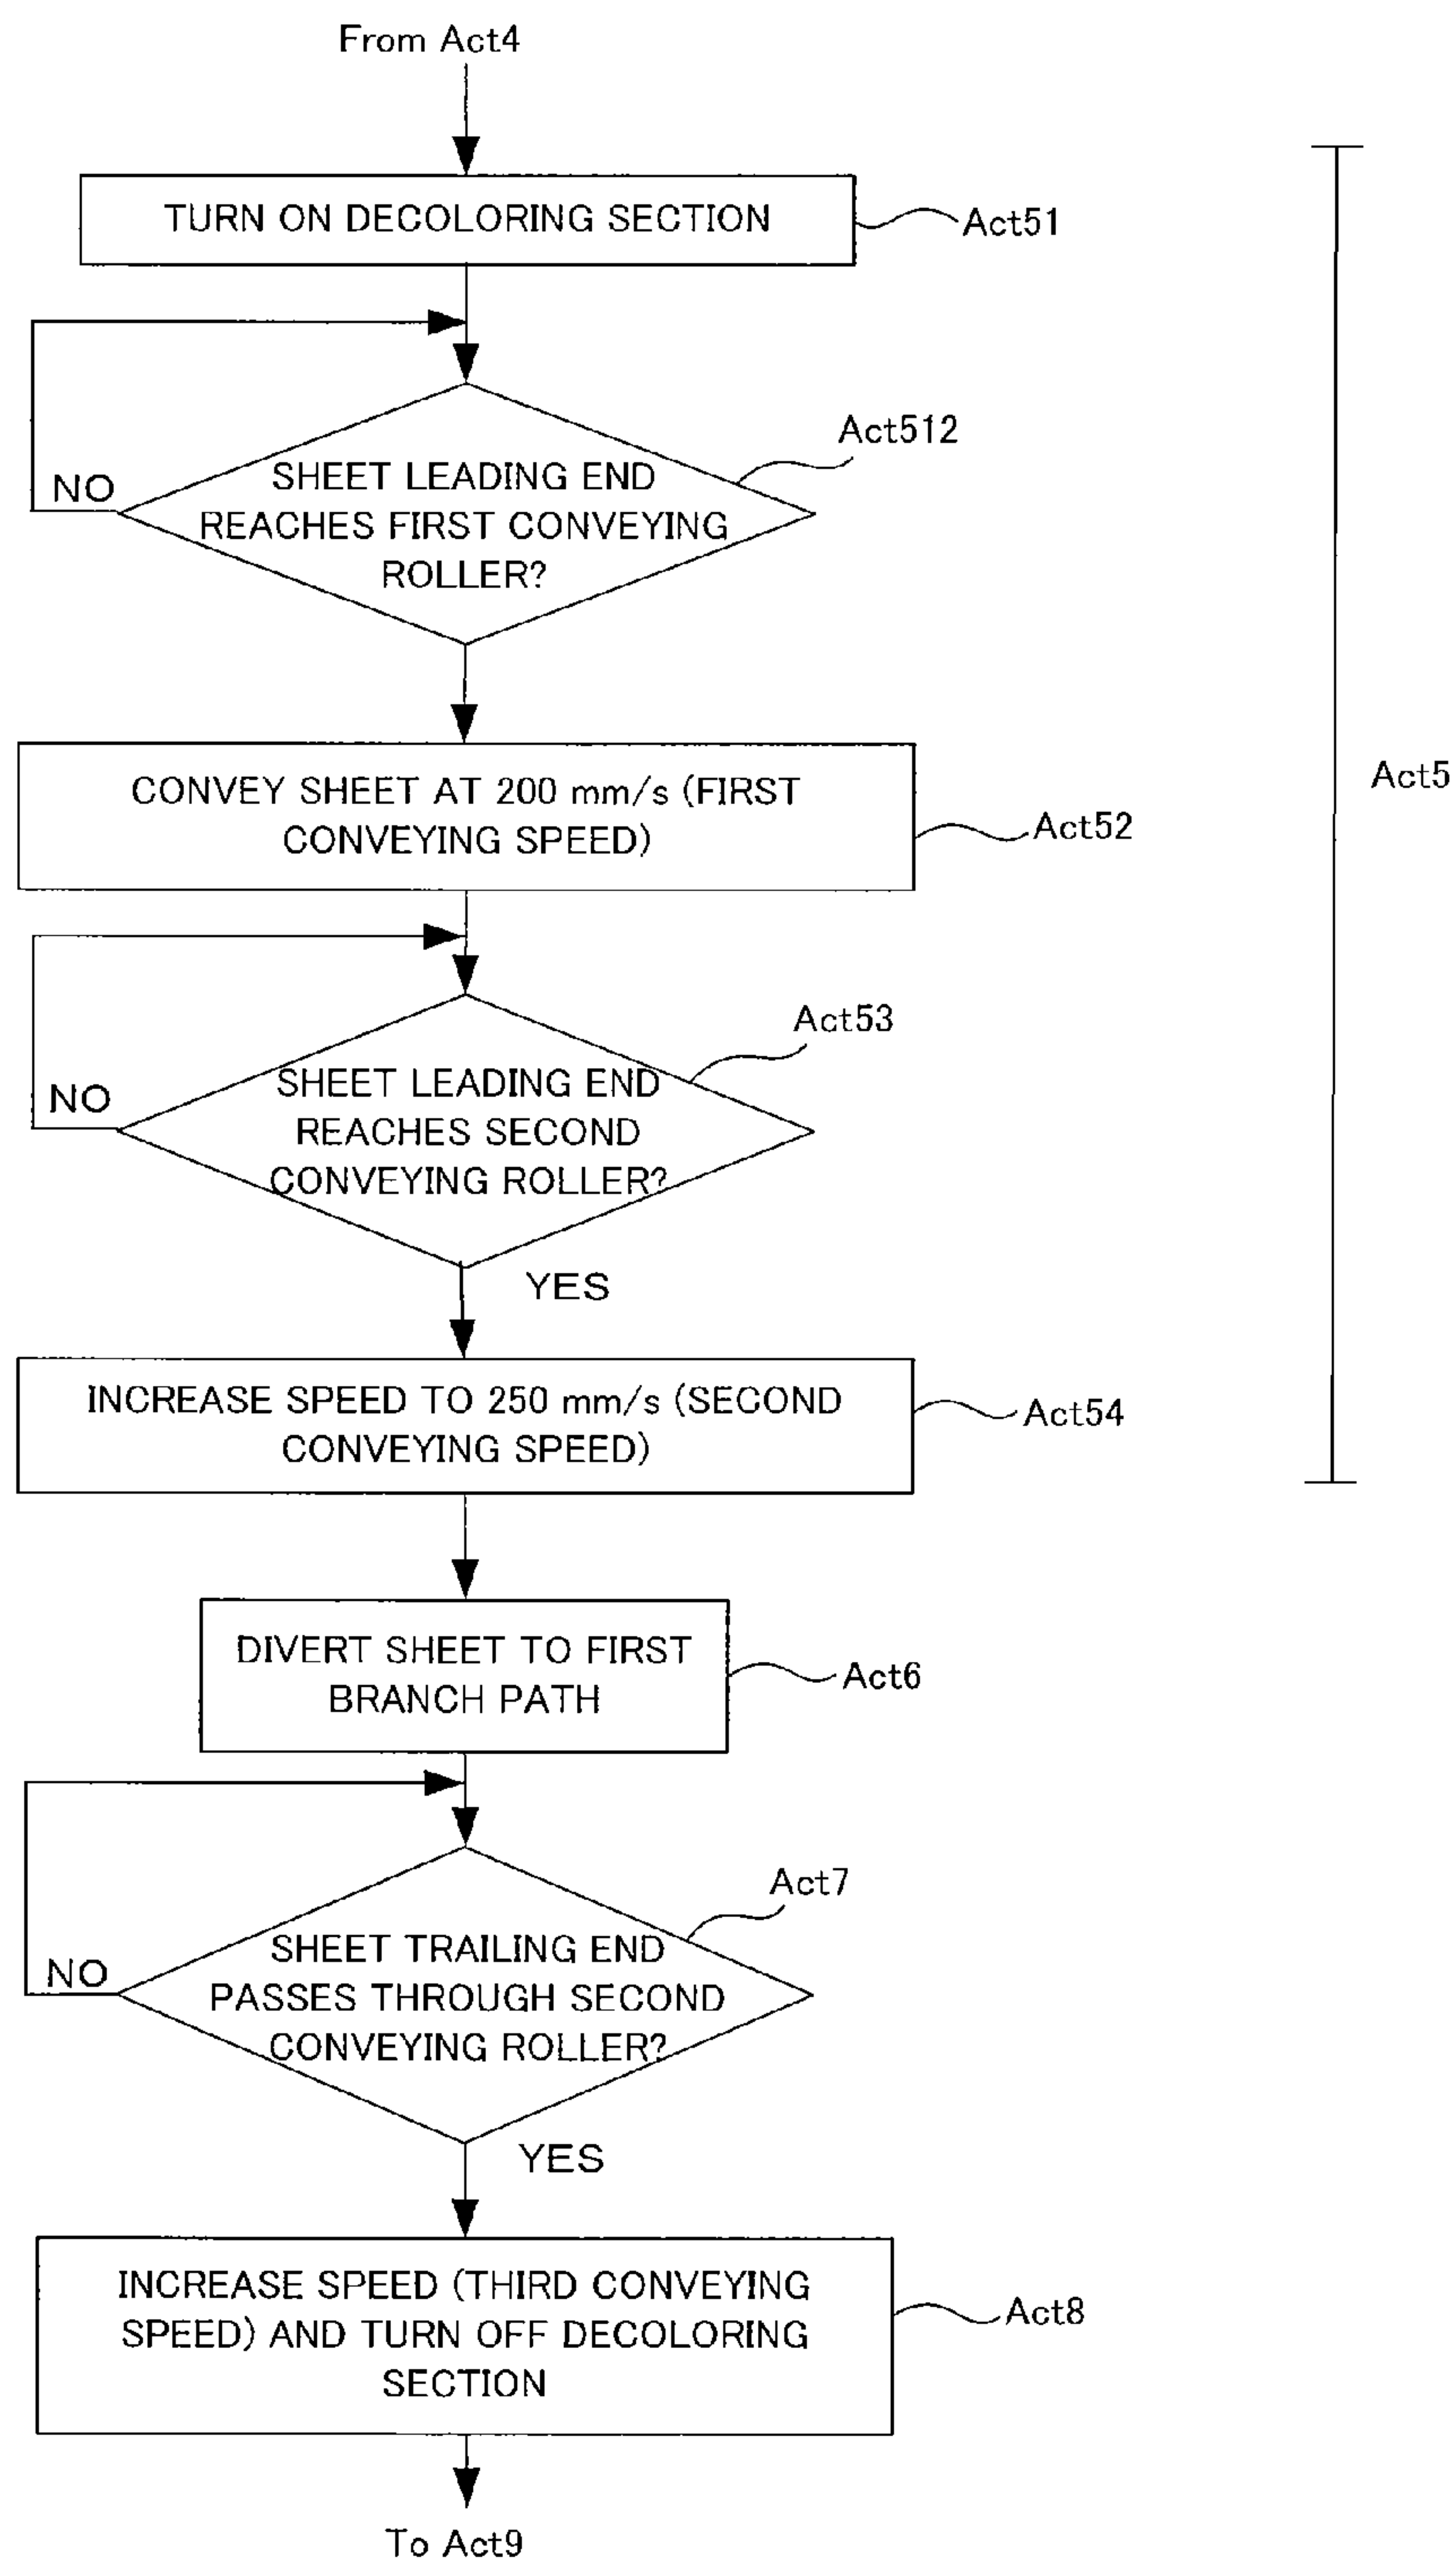 From Act4
TURN ON DECOLORING SECTION
Act51
Act512
SHEET LEADING END
REACHES FIRST CONVEYING
ROLLER?
NO
CONVEY SHEET AT 200 mm/s (FIRST
CONVEYING SPEED)
Act52
Act5
Act53
SHEET LEADING END
REACHES SECOND
CONVEYING ROLLER?
NO
YES
INCREASE SPEED TO 250 mm/s (SECOND
CONVEYING SPEED)
Act54
DIVERT SHEET TO FIRST
BRANCH PATH
Act6
Act7
SHEET TRAILING END
PASSES THROUGH SECOND
CONVEYING ROLLER?
NO
YES
INCREASE SPEED (THIRD CONVEYING
SPEED) AND TURN OFF DECOLORING
SECTION
Act8
To Act9